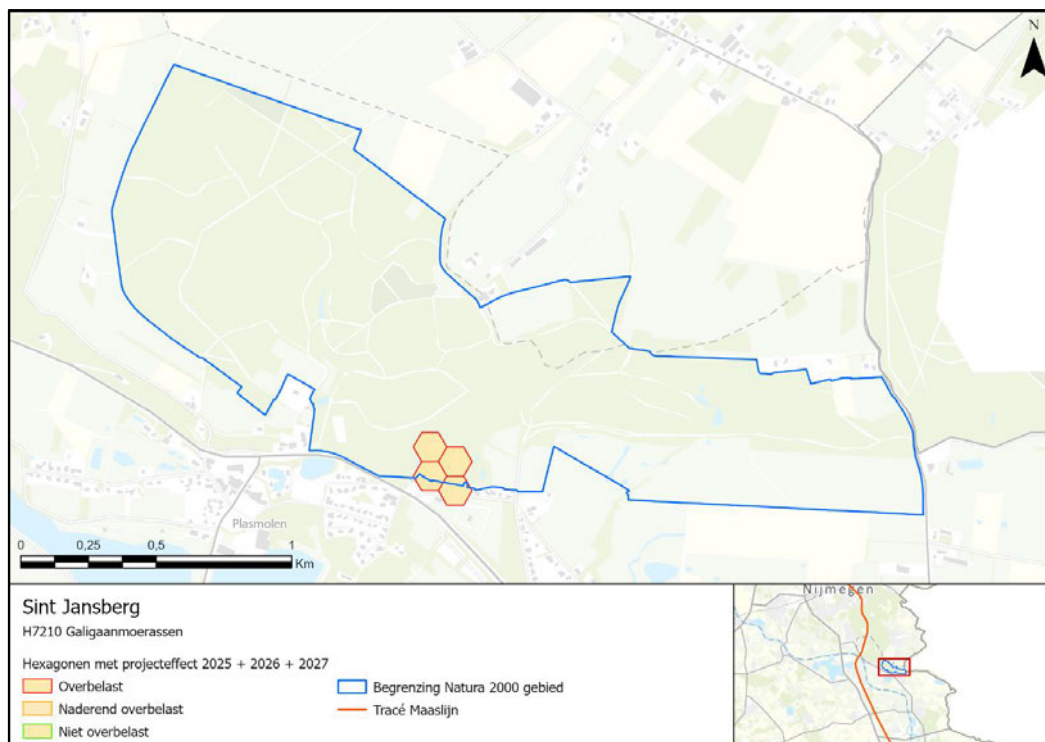 N
Plasmolen
0 0,25 0,5 1
Km
Sint Jansberg
H7210 Galigaanmoerassen
Hexagonen met projecteffect 2025 + 2026 + 2027
Overbelast
Naderend overbelast
Niet overbelast
Begrenzing Natura 2000 gebied
Tracé Maaslijn
Nijmegen